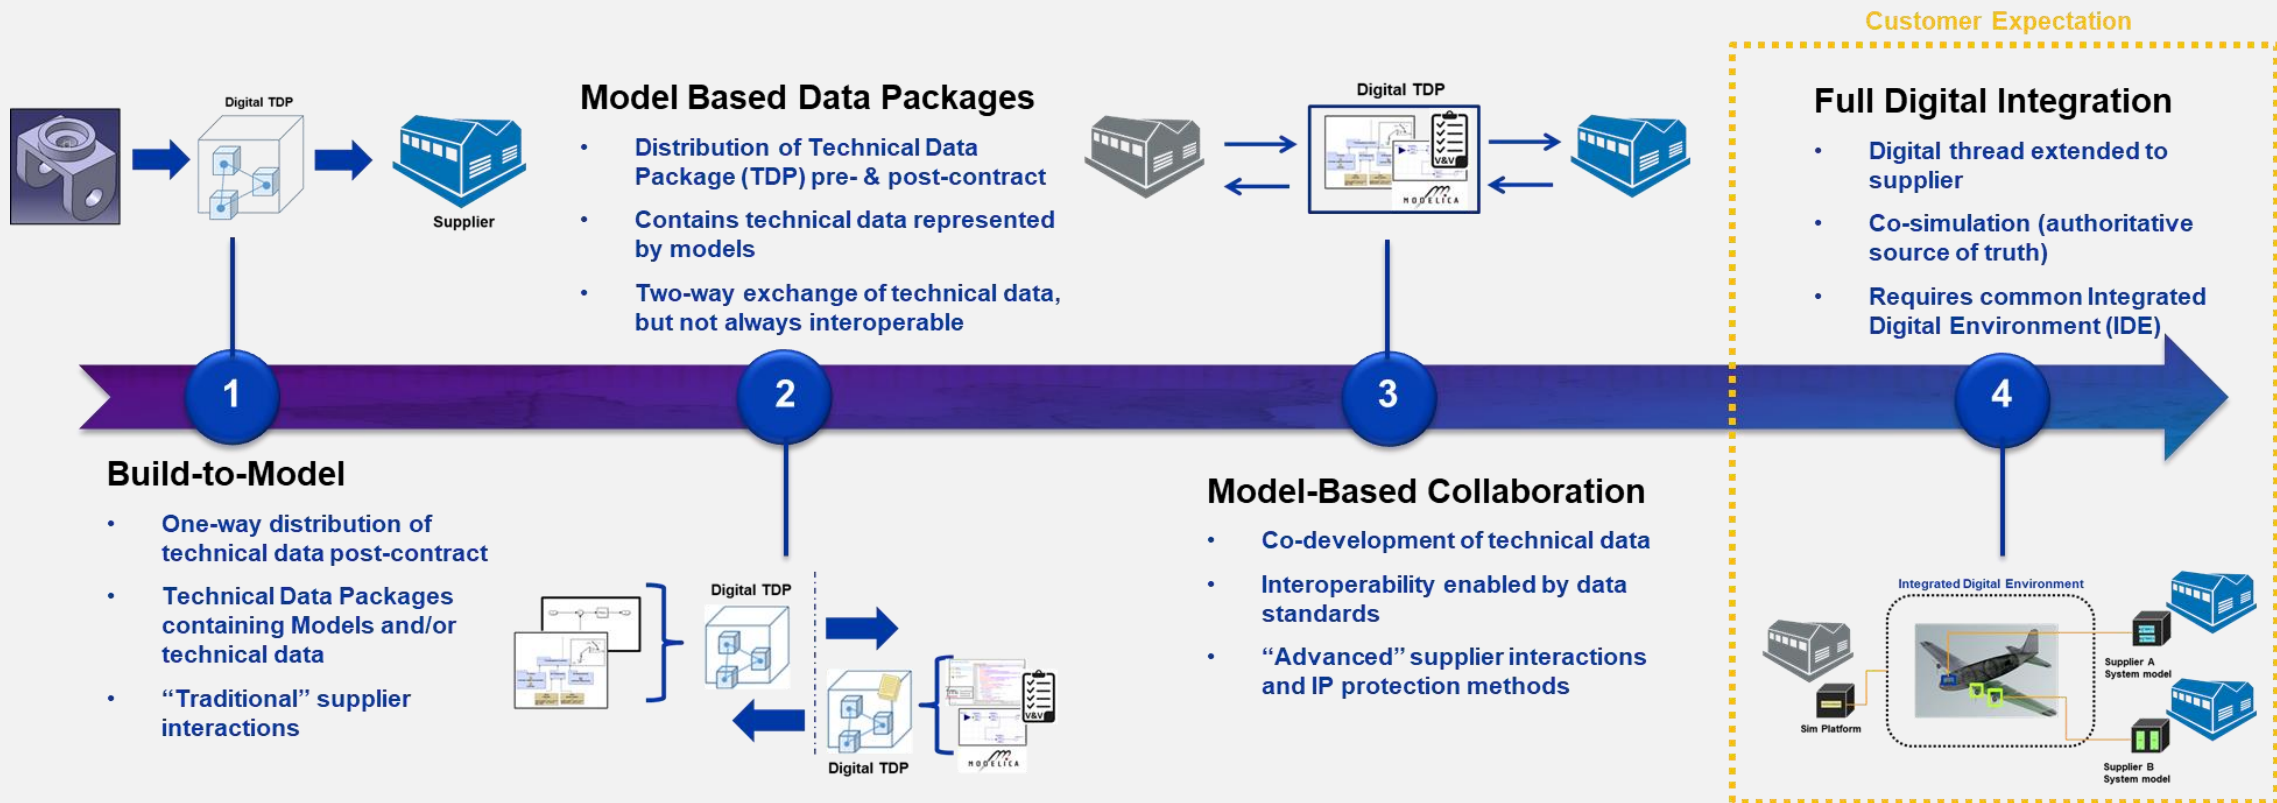 Customer Expectation
Digital TDP
Supplier
1
Build-to-Model
• One-way distribution of
technical data post-contract
• Technical Data Packages
containing Models and/or
technical data
• “Traditional” supplier
interactions
Model Based Data Packages
• Distribution of Technical Data
Package (TDP) pre- & post-contract
• Contains technical data represented
by models
• Two-way exchange of technical data,
but not always interoperable
2
Digital TDP
Digital TDP
V&V
MODELICA
Digital TDP
V&V
MODELICA
3
Model-Based Collaboration
• Co-development of technical data
• Interoperability enabled by data
standards
• “Advanced” supplier interactions
and IP protection methods
Full Digital Integration
• Digital thread extended to
supplier
• Co-simulation (authoritative
source of truth)
• Requires common Integrated
Digital Environment (IDE)
4
Integrated Digital Environment
Sim Platform
Supplier A
System model
Supplier B
System model